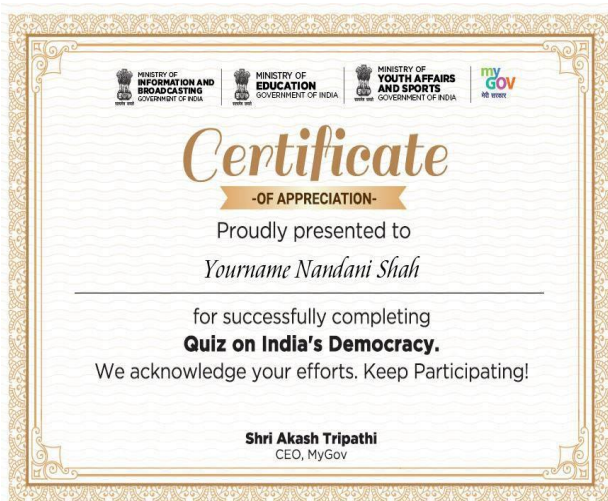 MINISTRY OF
INFORMATION AND
BROADCASTING
GOVERNMENT OF INDIA
MINISTRY OF
EDUCATION
GOVERNMENT OF INDIA
MINISTRY OF
YOUTH AFFAIRS
AND SPORTS
GOVERNMENT OF INDIA
my
GOV
मेरी सरकार
Certificate
-OF APPRECIATION-
Proudly presented to
Yourname Nandani Shah
for successfully completing
Quiz on India's Democracy.
We acknowledge your efforts. Keep Participating!
Shri Akash Tripathi
CEO, MyGov